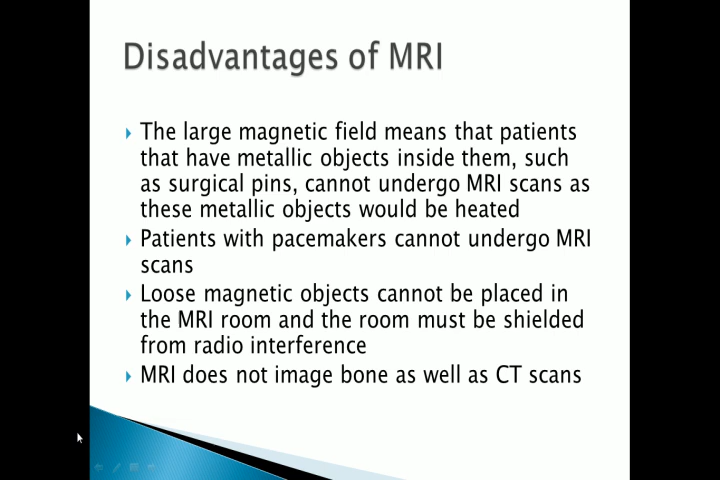 Disadvantages of MRI
The large magnetic field means that patients
that have metallic objects inside them, such
as surgical pins, cannot undergo MRI scans as
these metallic objects would be heated
Patients with pacemakers cannot undergo MRI
scans
Loose magnetic objects cannot be placed in
the MRI room and the room must be shielded
from radio interference
MRI does not image bone as well as CT scans